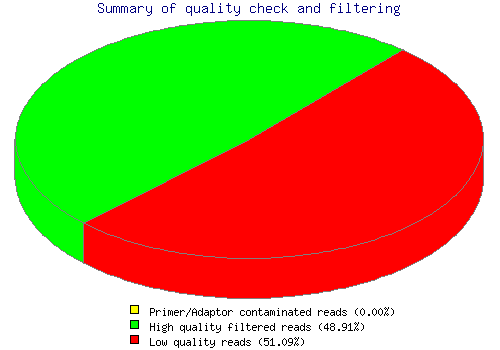 Summary of quality check and filtering
Primer/Adaptor contaminated reads (0.00%)
High quality filtered reads (48.91%)
Low quality reads (51.09%)